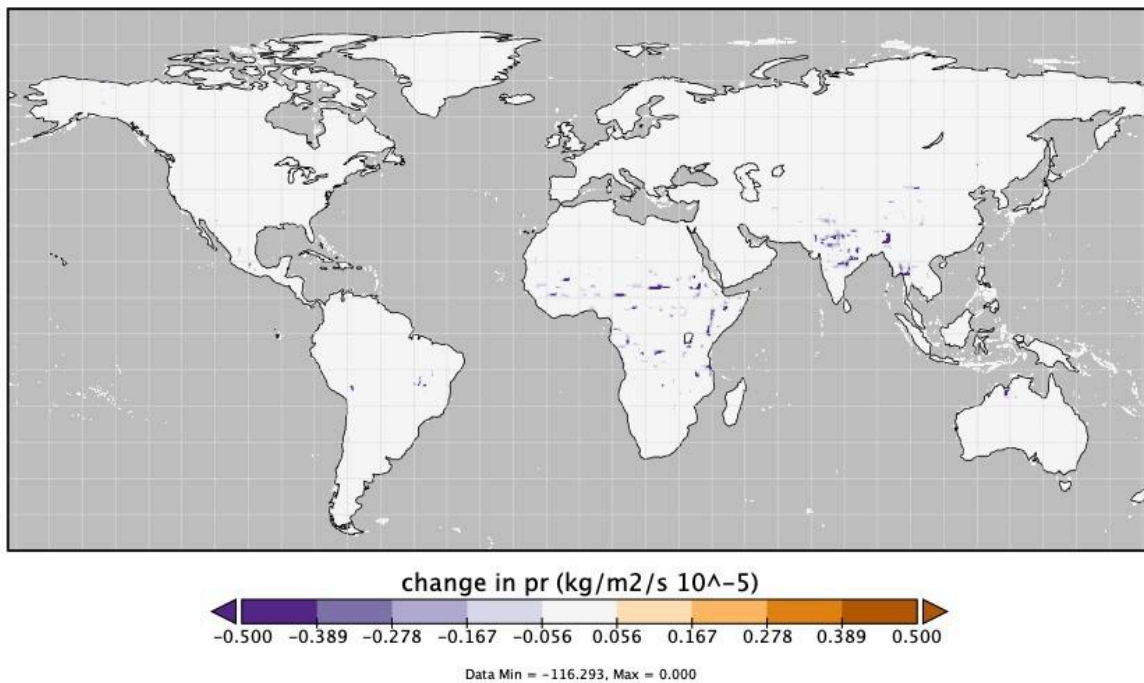 change in pr (kg/m2/s 10^-5)
-0.500 -0.389 -0.278 -0.167 -0.056 0.056 0.167 0.278 0.389 0.500
Data Min = -116.293, Max = 0.000